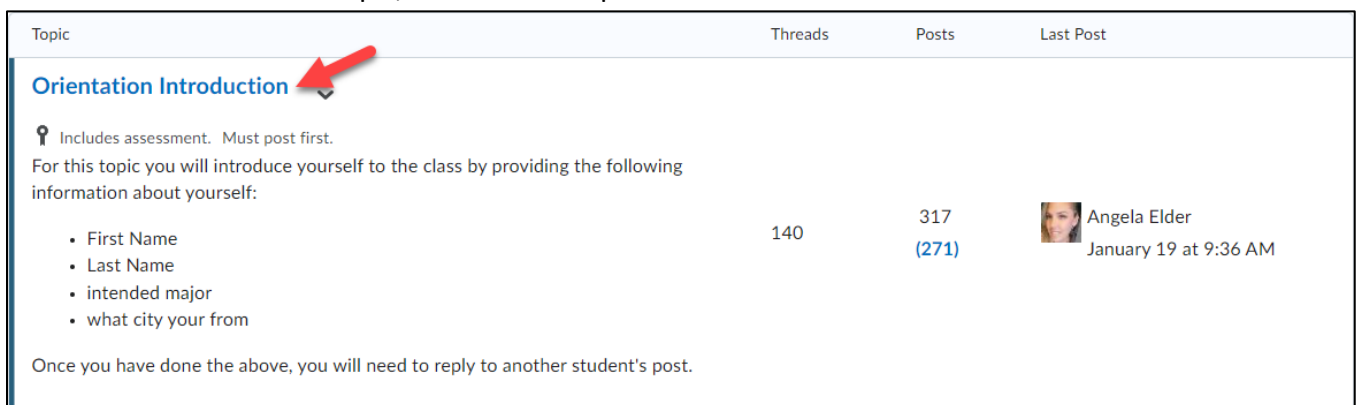 Topic Threads Posts Last Post
Orientation Introduction
Includes assessment. Must post first.
For this topic you will introduce yourself to the class by providing the following
information about yourself:
• First Name
• Last Name
• intended major
• what city your from
Once you have done the above, you will need to reply to another student's post.
140
317
(271)
Angela Elder
January 19 at 9:36 AM